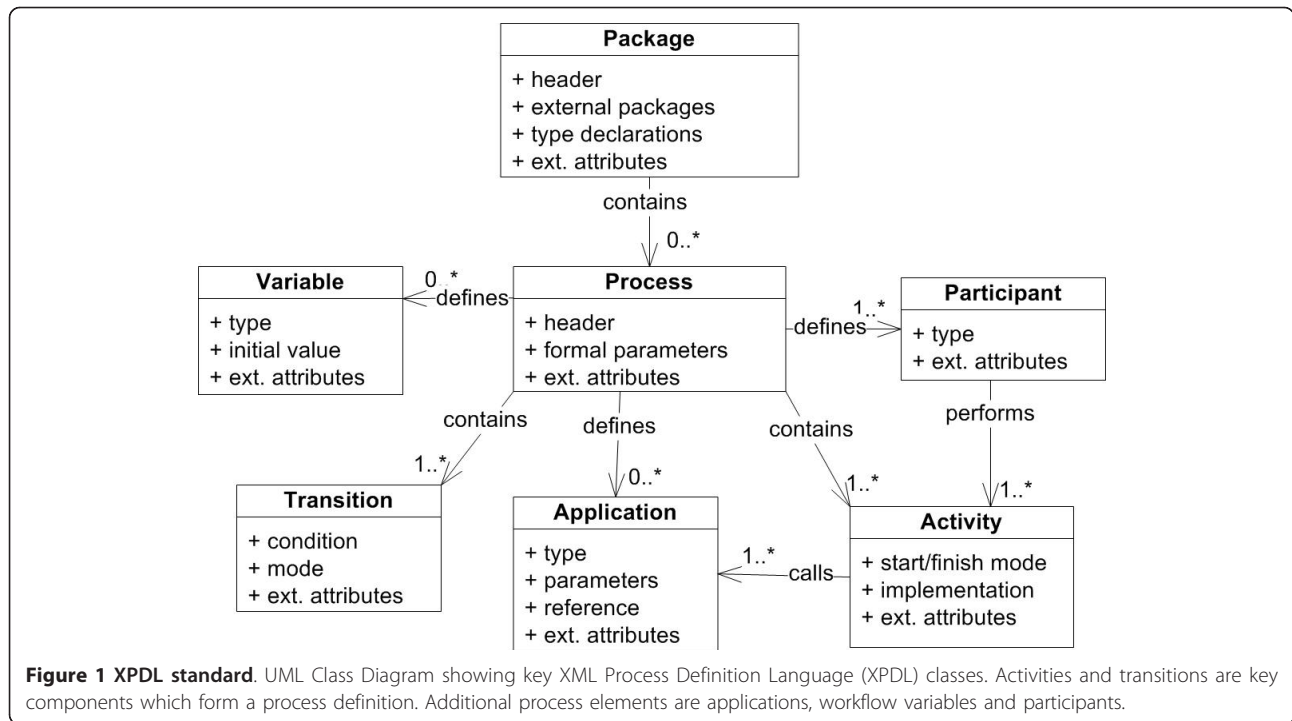 Package
+ header
+ external packages
+ type declarations
+ ext. attributes
contains
0..*
Variable
+ type
+ initial value
+ ext. attributes
0..*
defines
Process
+ header
+ formal parameters
+ ext. attributes
defines
1..*
Participant
+ type
+ ext. attributes
contains
1..*
defines
0..*
contains
1..*
performs
1..*
Transition
+ condition
+ mode
+ ext. attributes
Application
+ type
+ parameters
+ reference
+ ext. attributes
1..*
calls
Activity
+ start/finish mode
+ implementation
+ ext. attributes
Figure 1 XPDL standard. UML Class Diagram showing key XML Process Definition Language (XPDL) classes. Activities and transitions are key
components which form a process definition. Additional process elements are applications, workflow variables and participants.